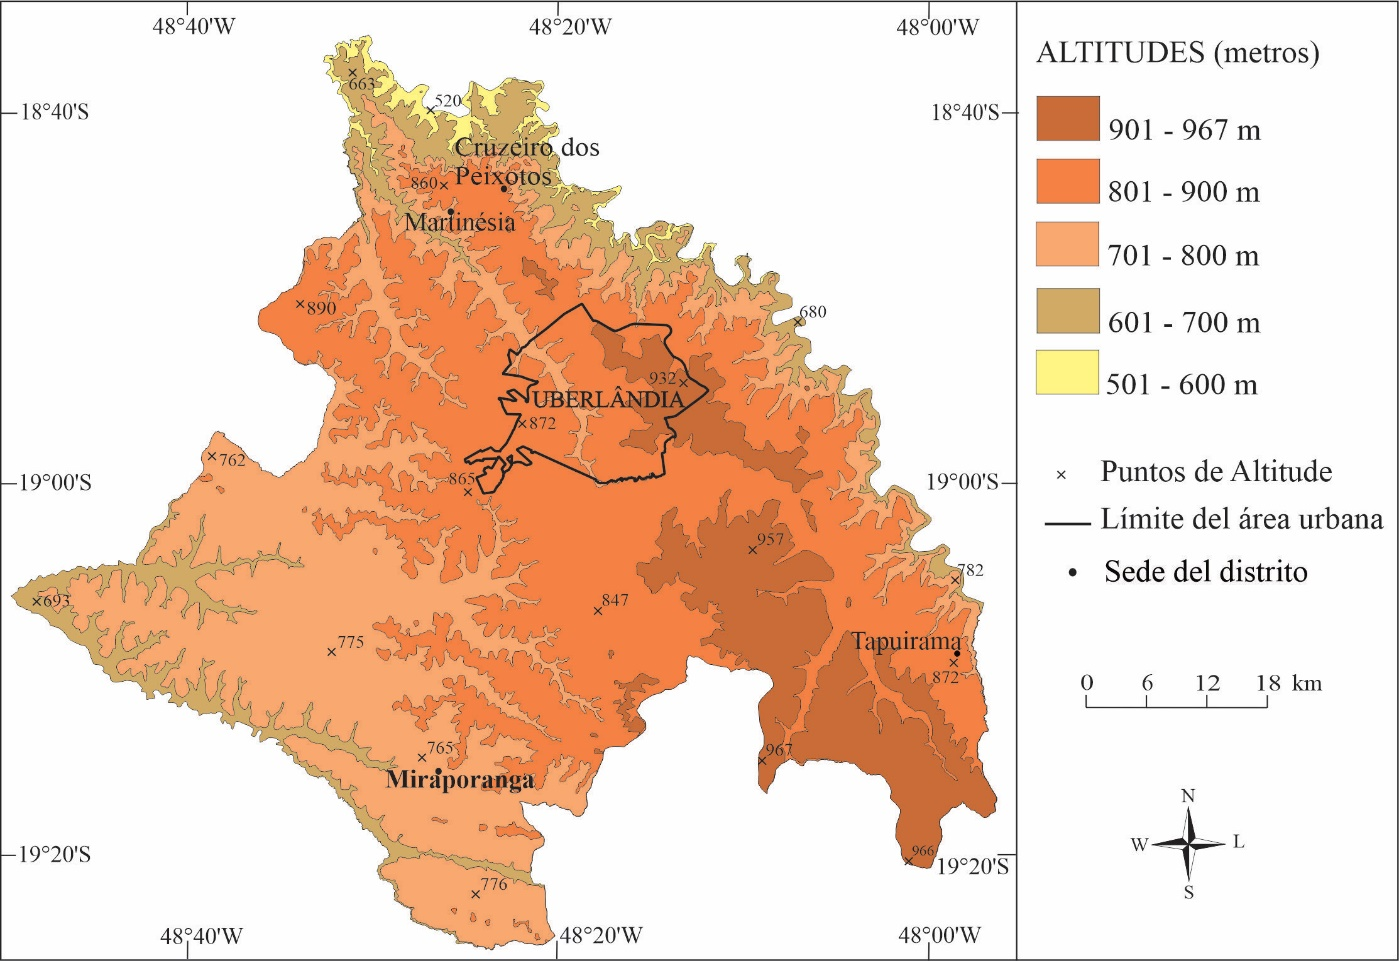 48°40'W
48°20'W
48°00'W
ALTITUDES (metros)
663
520
18°40'S
18°40'S
901 - 967 m
Cruzeiro dos
Peixotos
860
801 - 900 m
Martinésia
701 - 800 m
890
680
601 - 700 m
932
501 - 600 m
UBERLÂNDIA
872
762
865
Puntos de Altitude
19°00'S
19°00'S
Límite del área urbana
957
782
Sede del distrito
693
847
775
Tapuirama
872
0 6 12 18 km
765
967
Miraporanga
N
W L
S
966
19°20'S
19°20'S
776
48°40'W
48°20'W
48°00'W